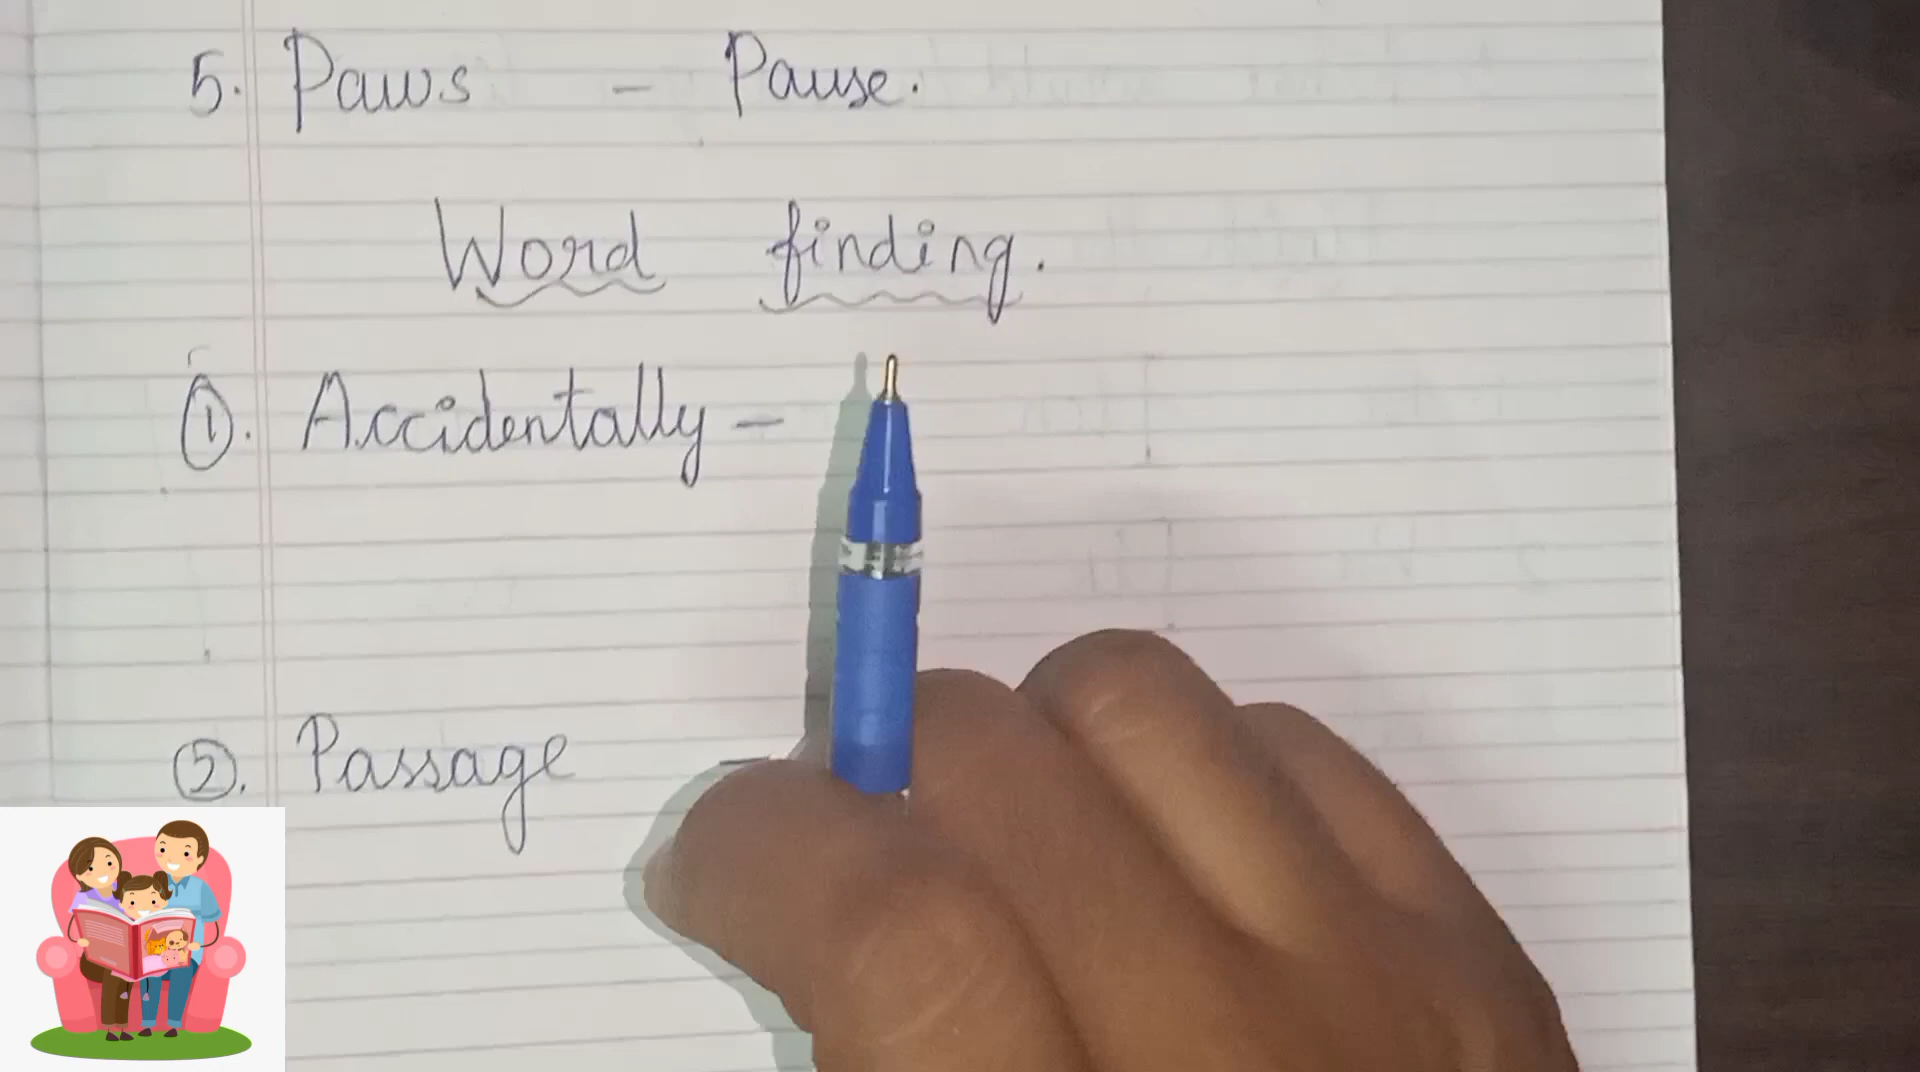 5. Paws - Pause.
Word finding.
①. Accidentally -
②. Passage -